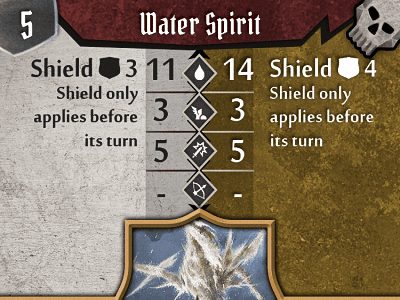 5
Water Spirit
Shield 3
Shield only
applies before
its turn
11 14
3 3
5 5
- -
Shield 4
Shield only
applies before
its turn